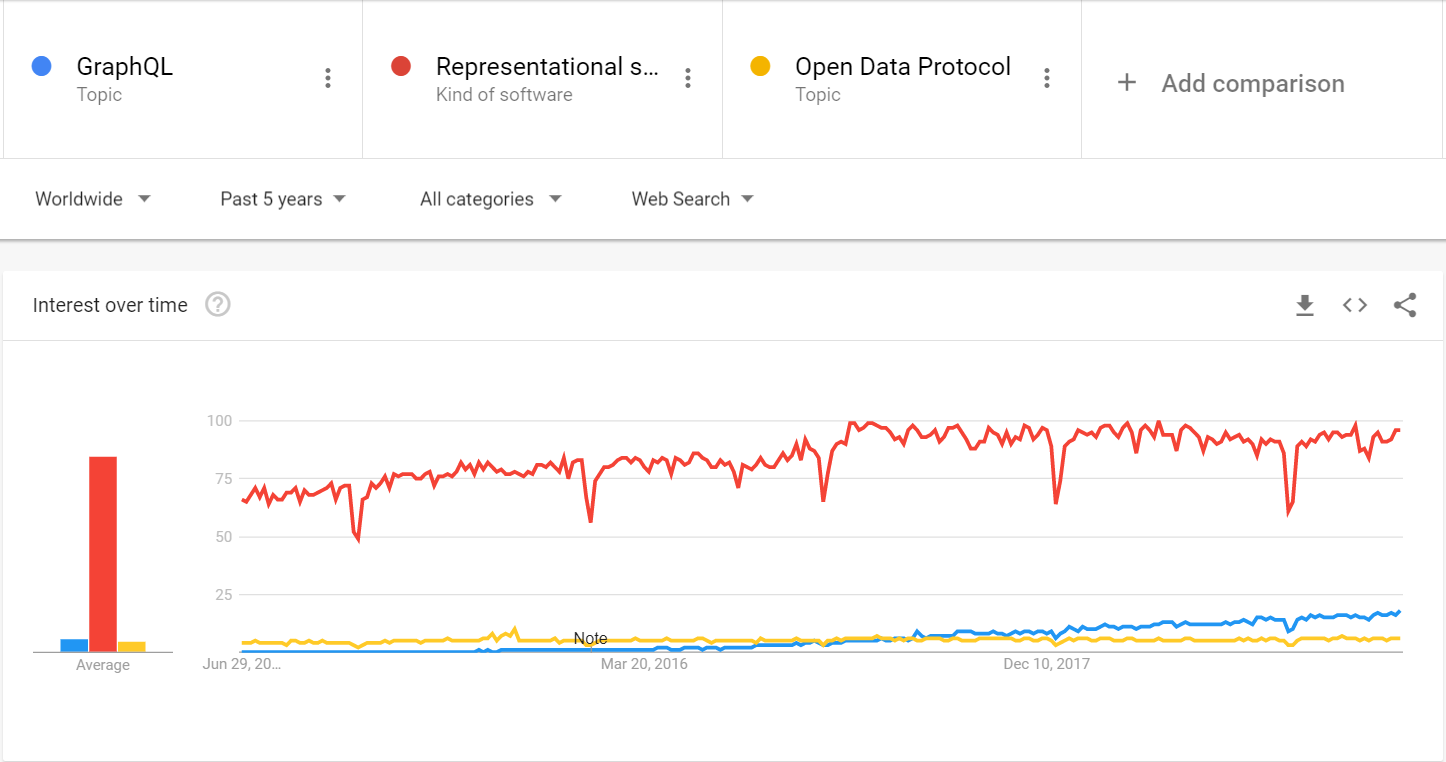 GraphQL
Topic
Representational s...
Kind of software
Open Data Protocol
Topic
+ Add comparison
Worldwide
Past 5 years
All categories
Web Search
Interest over time
?
100
75
50
25
Note
Average
Jun 29, 20...
Mar 20, 2016
Dec 10, 2017